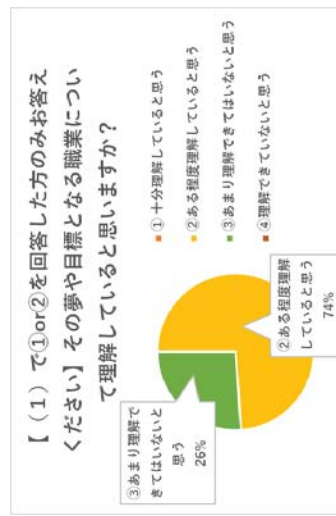 【（１）で①or②を回答した方のみお答え
ください】その夢や目標となる職業につい
て理解していると思いますか？
③あまり理解で
きてはいないと
思う
26%
②ある程度理解
していると思う
74%
①十分理解していると思う
②ある程度理解していると思う
③あまり理解できてはいないと思う
④理解できていないと思う